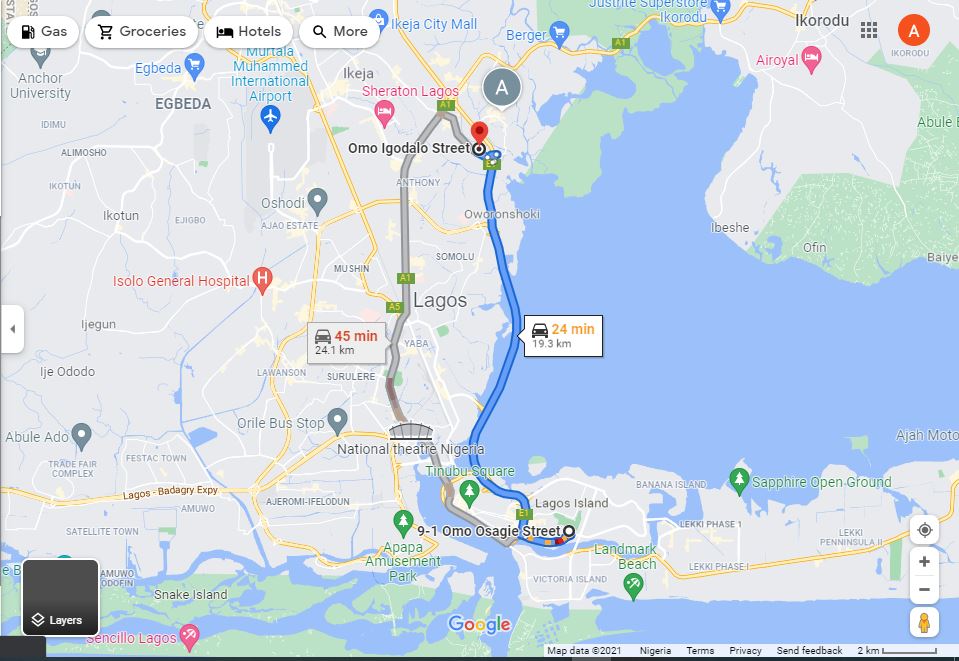 Gas
Groceries
Hotels
More
Ikeja City Mall
Justrite Superstore
Ikorodu
Ikorodu
A
Anchor
University
Egbeda
Murtala
Muhammed
International
Airport
Ikeja
Berger
A1
Airoyal
IKORODU
EGBEDA
Sheraton Lagos
A
A1
IDIMU
Abule E
ALIMOSHO
Omo Igodalo Street
IKOTUN
ANTHONY
Oshodi
Ikotun
EJIGBO
AJAO ESTATE
Oworonshoki
Ibeshe
Ofin
Baiye
SOMOLU
MUSHIN
Isolo General Hospital
A1
Lagos
A5
Ijegun
45 min
24.1 km
YABA
24 min
19.3 km
Ije Ododo
LAWANSON
SURULERE
Orile Bus Stop
Abule Ado
National theatre Nigeria
Ajah Moto
TRADE FAIR
COMPLEX
FESTAC TOWN
Tinubu Square
BANANA ISLAND
Sapphire Open Ground
Lagos - Badagry Expy
AMUWO
AJEROMI-IFELODUN
Lagos Island
E1
SATELLITE TOWN
9-1 Omo Osagie Street
LEKKI PHASE 1
LEKKI
PENNINSULA II
Apapa
Amusement
Park
Landmark
Beach
LEKKI PHASE 1
AMUWO
ODOFIN
VICTORIA ISLAND
Snake Island
Layers
Sencillo Lagos
Google
Map data ©2021
Nigeria
Terms
Privacy
Send feedback
2 km